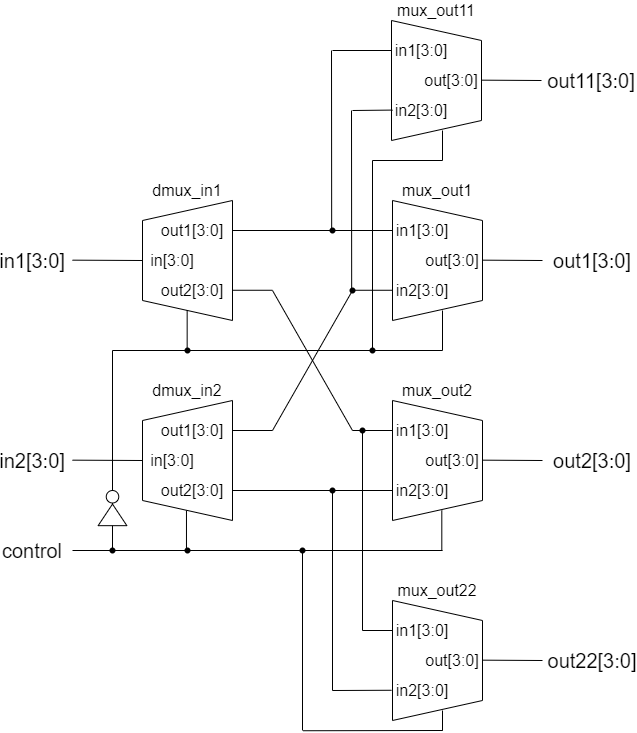 mux_out11
in1[3:0]
out[3:0]
out11[3:0]
in2[3:0]
dmux_in1
mux_out1
out1[3:0]
in1[3:0]
in1[3:0]
in[3:0]
out[3:0]
out1[3:0]
out2[3:0]
in2[3:0]
dmux_in2
mux_out2
out1[3:0]
in1[3:0]
in2[3:0]
in[3:0]
out[3:0]
out2[3:0]
out2[3:0]
in2[3:0]
control
mux_out22
in1[3:0]
out[3:0]
out22[3:0]
in2[3:0]